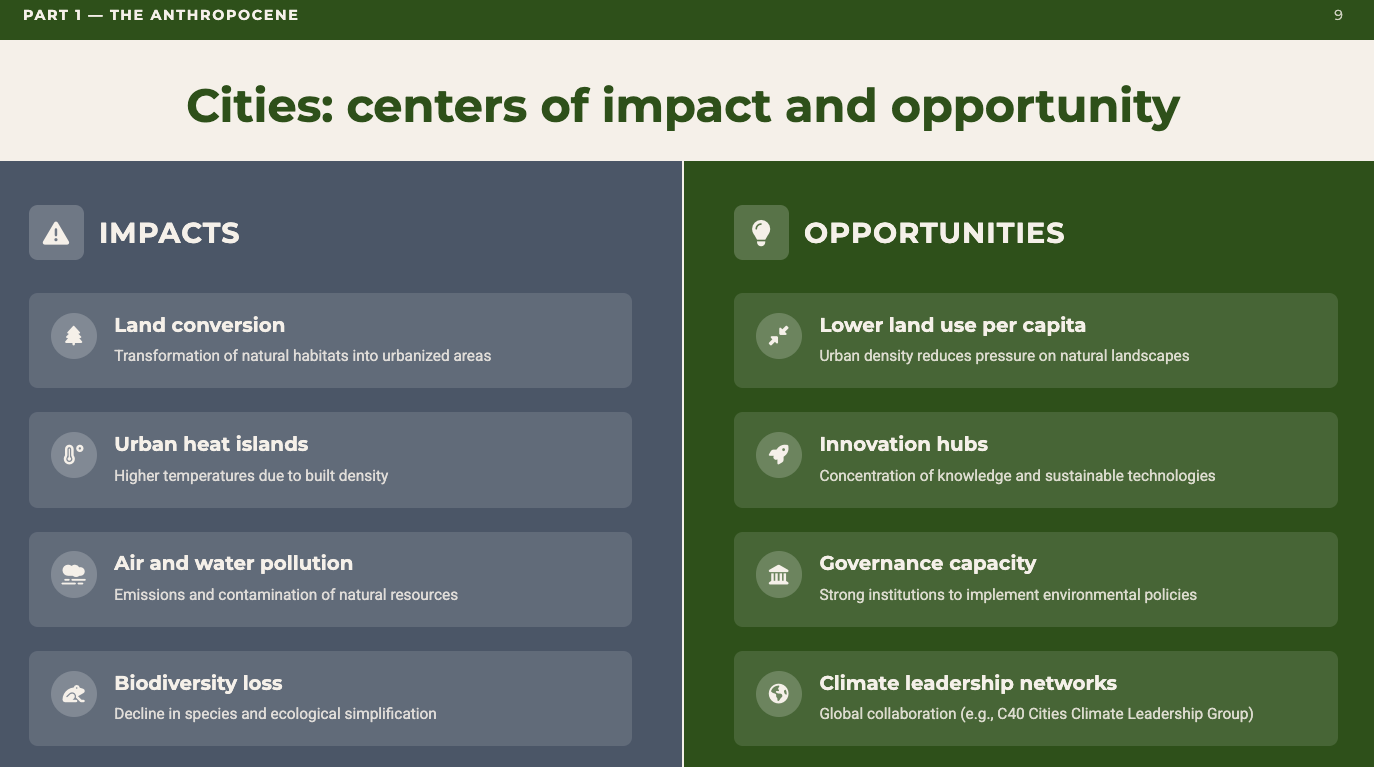 PART 1 — THE ANTHROPOCENE
9
Cities: centers of impact and opportunity
IMPACTS
Land conversion
Transformation of natural habitats into urbanized areas
Urban heat islands
Higher temperatures due to built density
Air and water pollution
Emissions and contamination of natural resources
Biodiversity loss
Decline in species and ecological simplification
OPPORTUNITIES
Lower land use per capita
Urban density reduces pressure on natural landscapes
Innovation hubs
Concentration of knowledge and sustainable technologies
Governance capacity
Strong institutions to implement environmental policies
Climate leadership networks
Global collaboration (e.g., C40 Cities Climate Leadership Group)